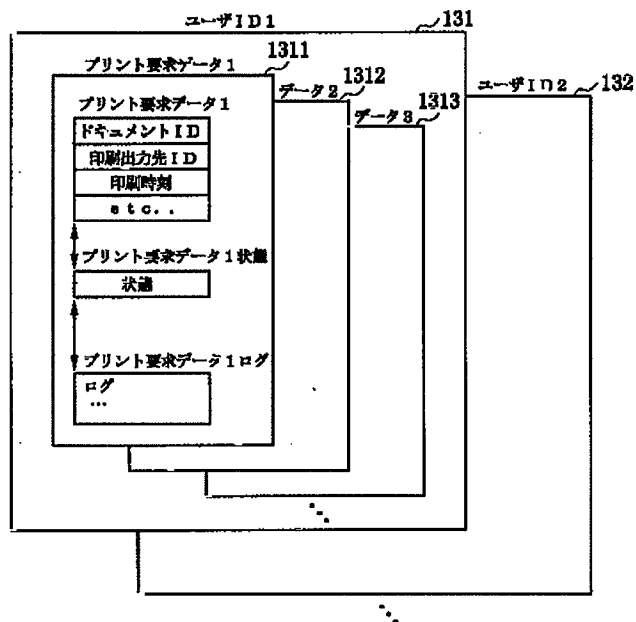 ユーザID1
131
プリント要求データ1
1311
データ2
1312
データ3
1313
ユーザID2
132
プリント要求データ1
ドキュメントID
印刷出力先ID
印刷時刻
etc..
プリント要求データ1状態
状態
プリント要求データ1ログ
ログ
…